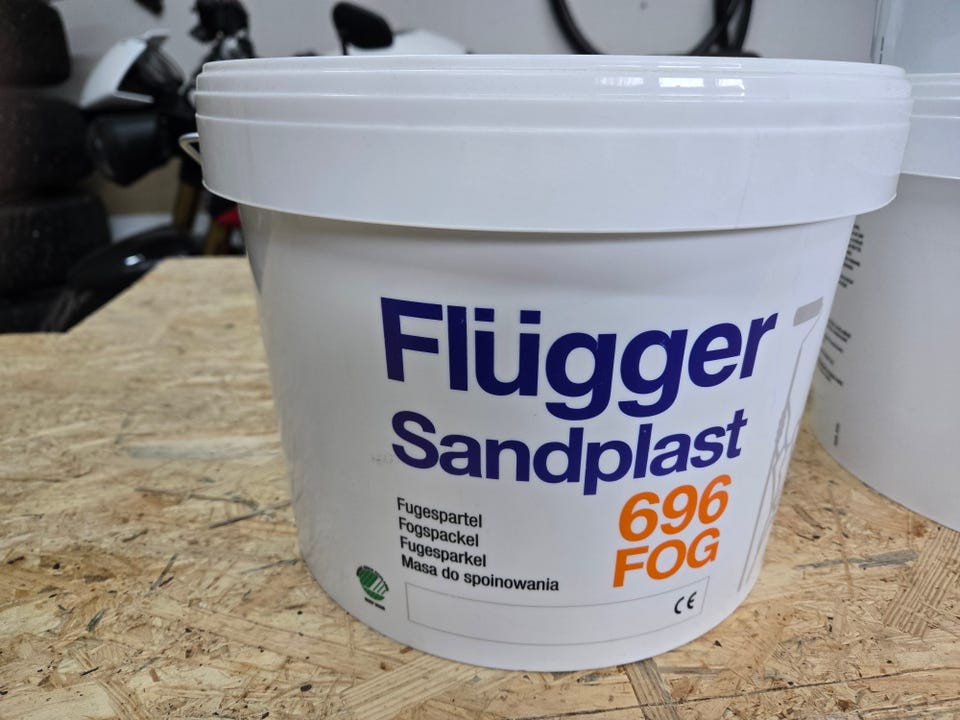 Flügger
Sandplast
696
FOG
Fugespartel
Fogspackel
Fugesparkel
Masa do spoinowania
CE